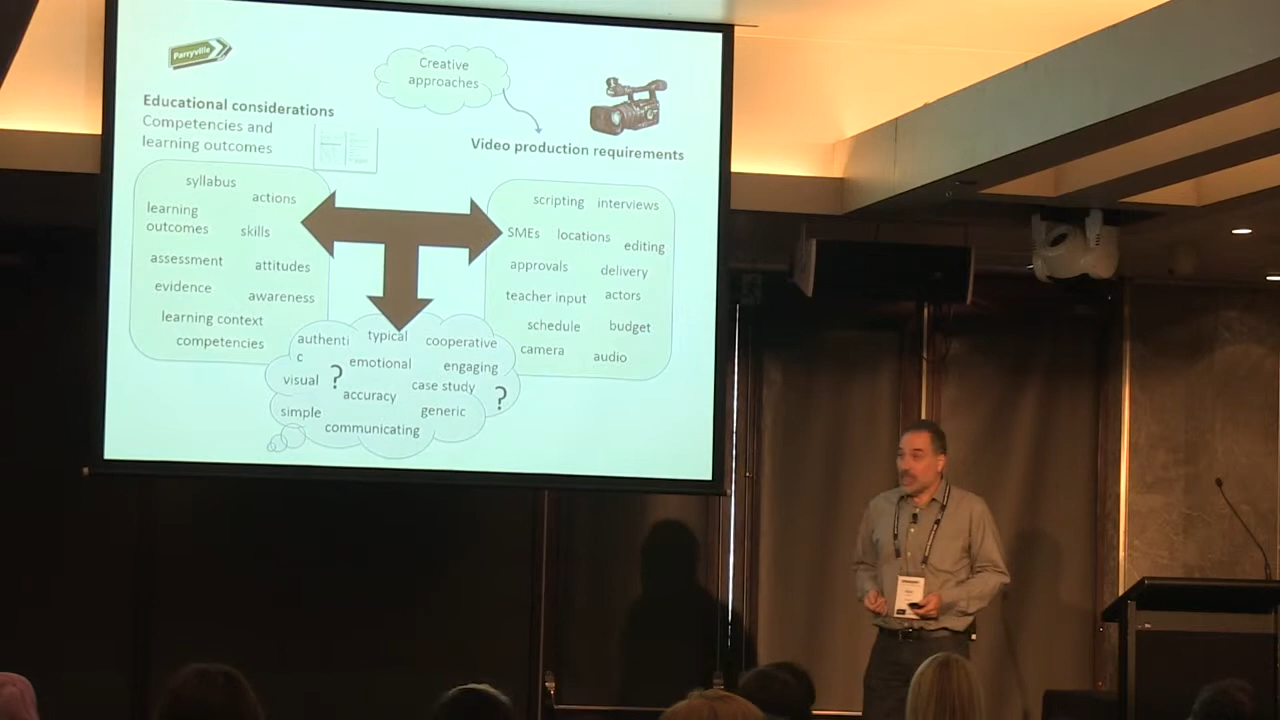 Parryville
Creative
approaches
Educational considerations
Competencies and
learning outcomes
Video production requirements
syllabus
actions
learning
outcomes
skills
assessment
attitudes
evidence
awareness
learning context
competencies
scripting interviews
SMEs locations
editing
approvals
delivery
teacher input
actors
schedule
budget
camera
audio
authenti
c
typical
cooperative
emotional
engaging
visual ?
case study
accuracy
?
simple
generic
communicating